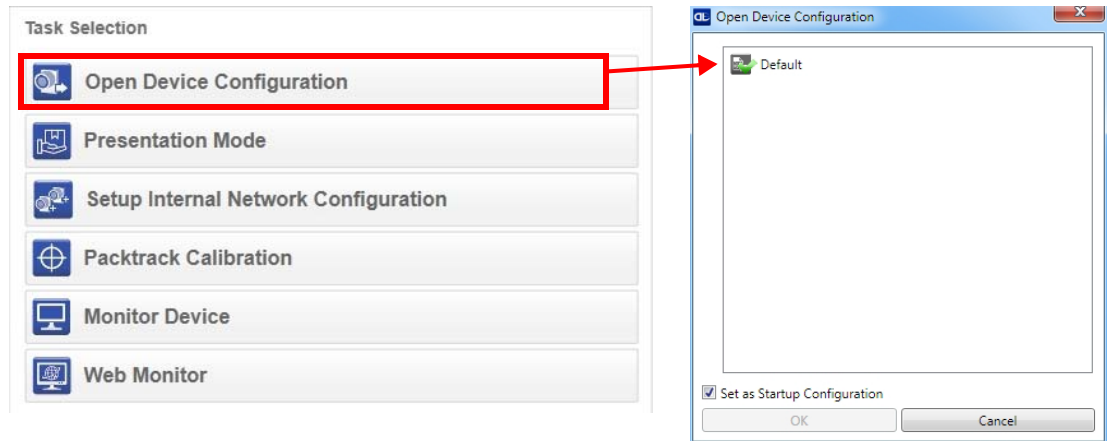 Task Selection
Open Device Configuration
Presentation Mode
Setup Internal Network Configuration
Packtrack Calibration
Monitor Device
Web Monitor
DL Open Device Configuration
Default
Set as Startup Configuration
OK Cancel